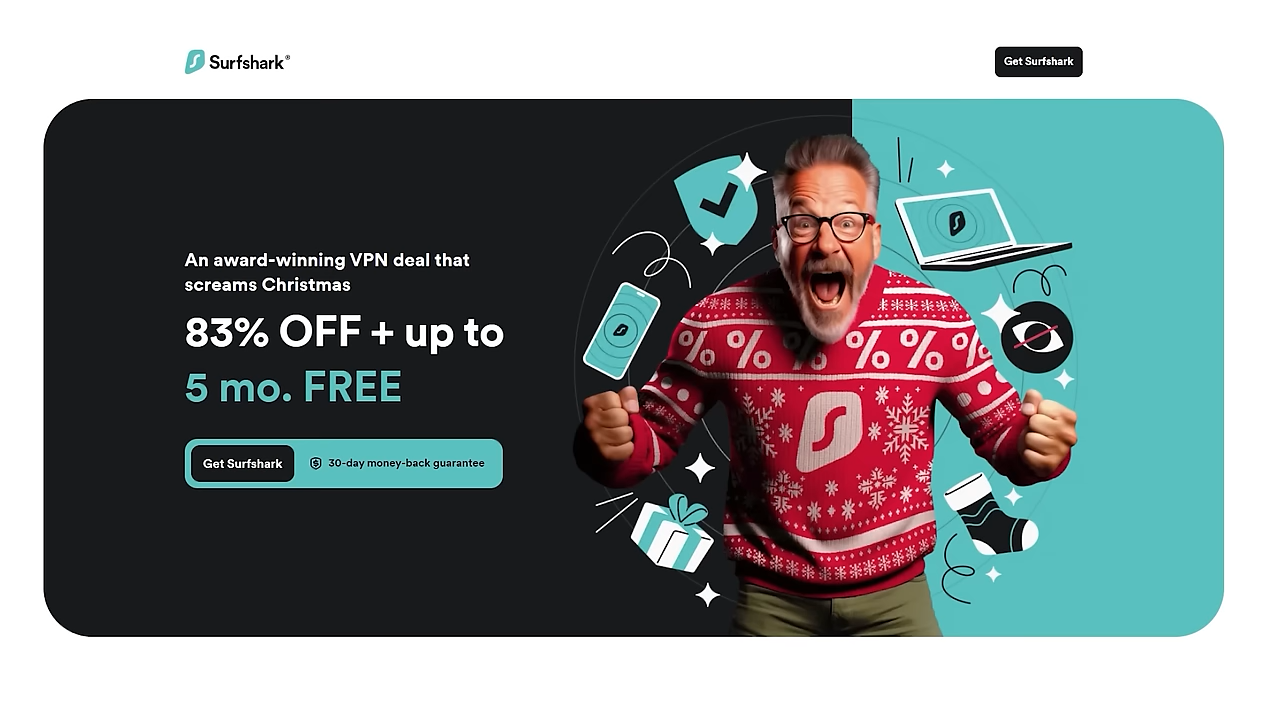 Surfshark®
Get Surfshark
An award-winning VPN deal that
screams Christmas
83% OFF + up to
5 mo. FREE
Get Surfshark
30-day money-back guarantee
% % % % %